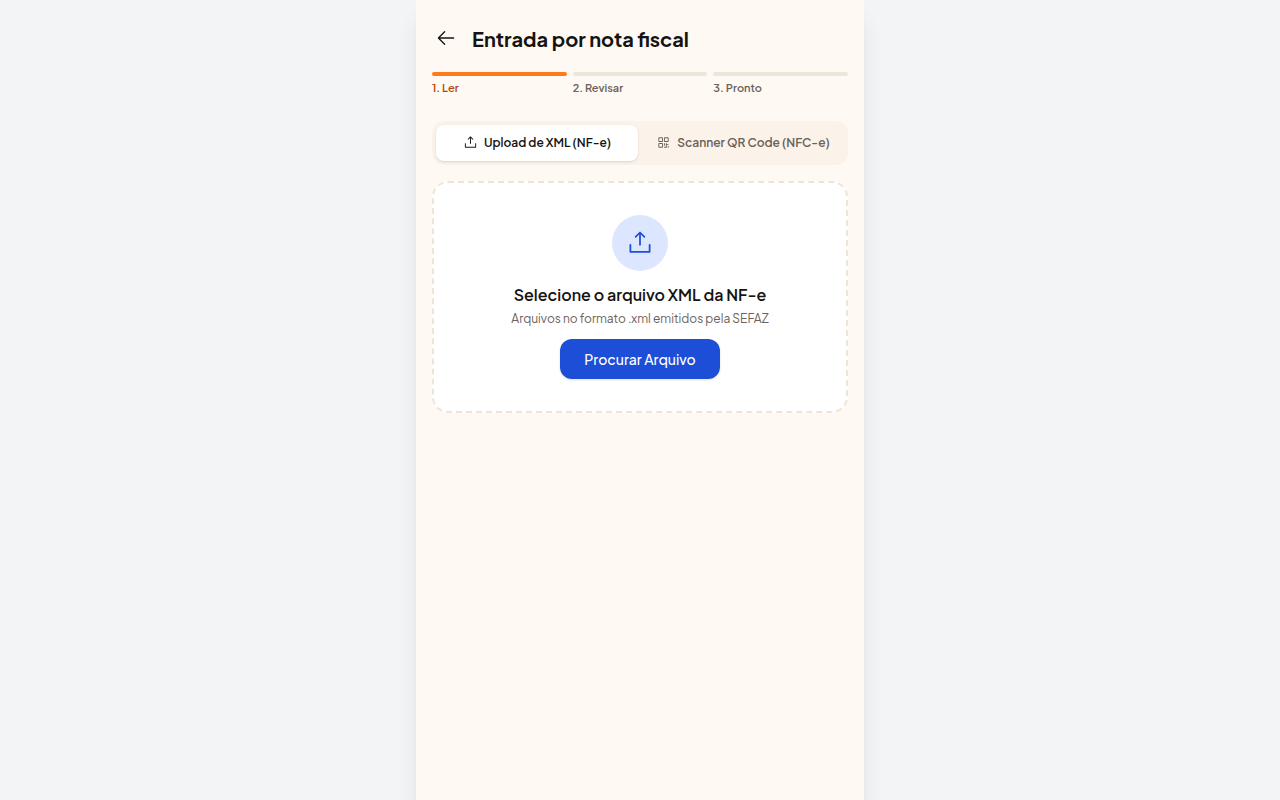 Entrada por nota fiscal
1. Ler
2. Revisar
3. Pronto
Upload de XML (NF-e)
Scanner QR Code (NFC-e)
Selecione o arquivo XML da NF-e
Arquivos no formato .xml emitidos pela SEFAZ
Procurar Arquivo